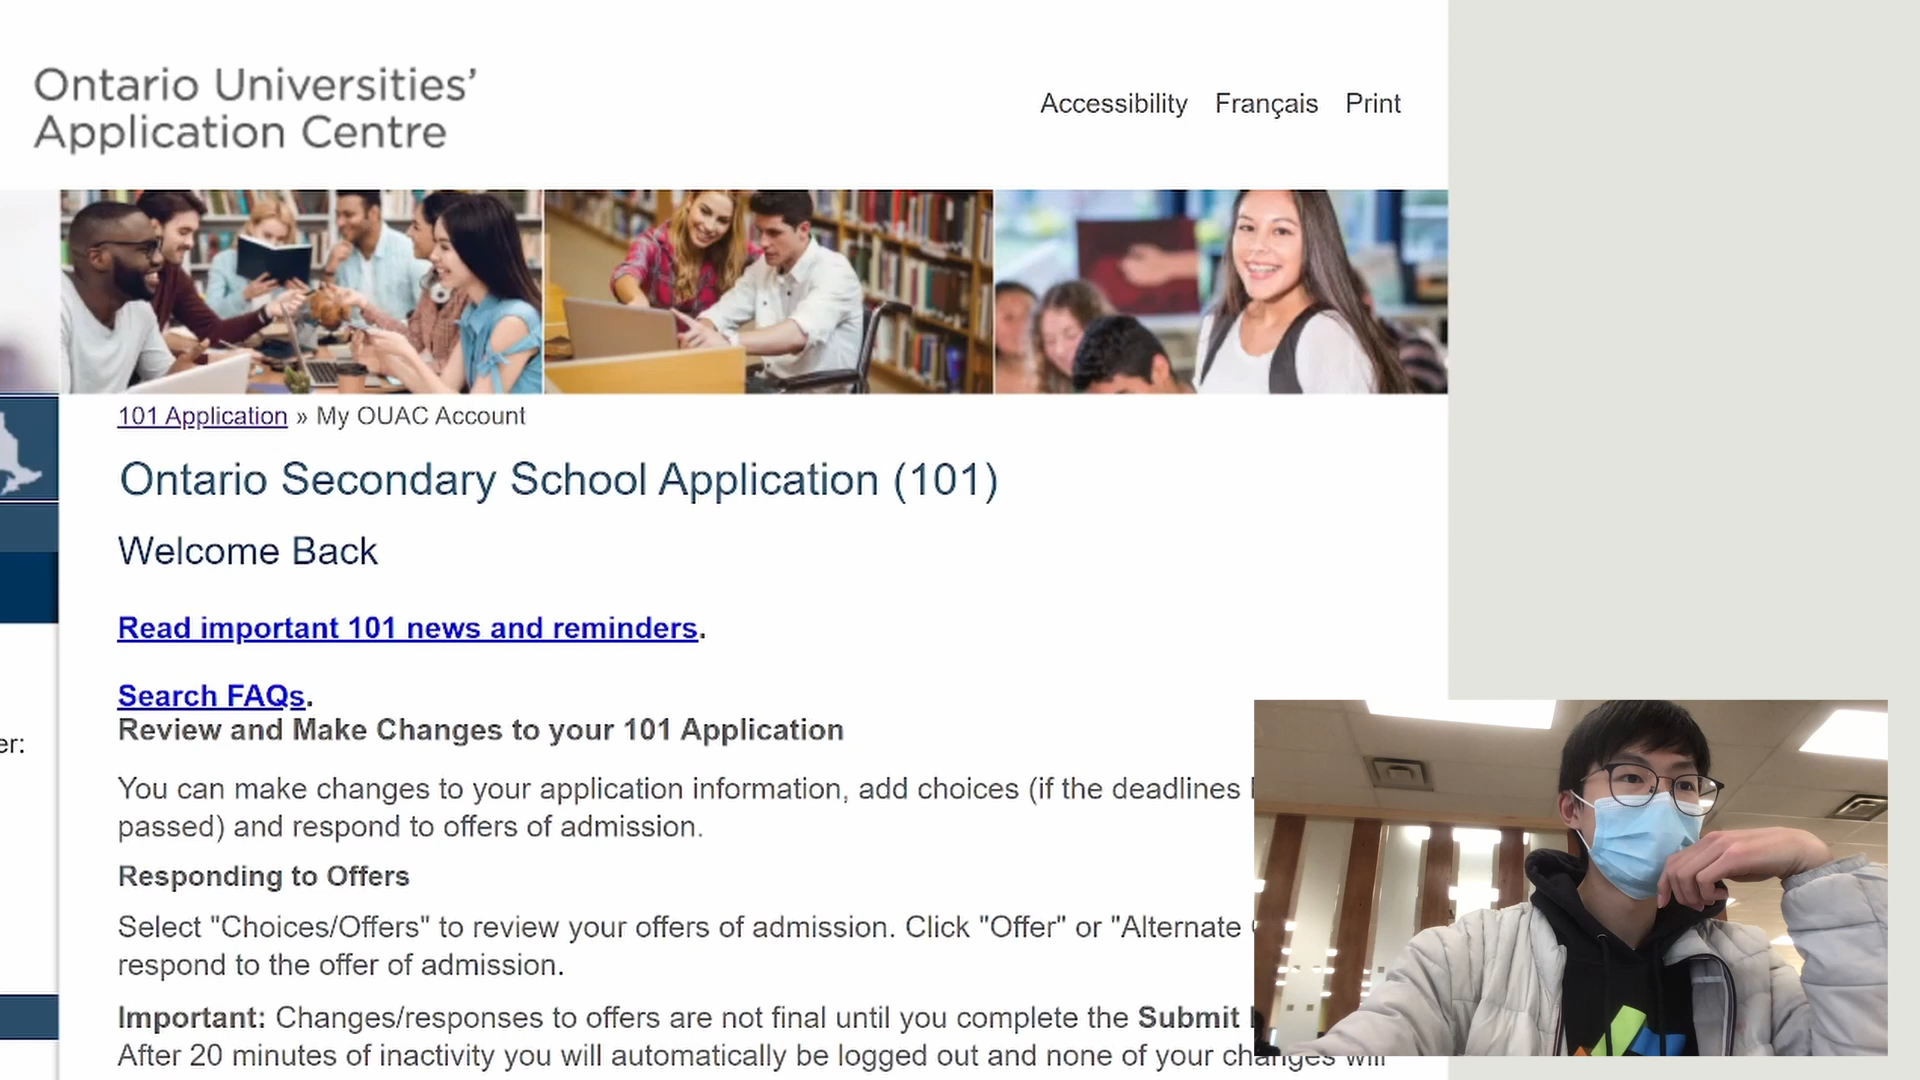 Ontario Universities’
Application Centre
Accessibility Français Print
101 Application » My OUAC Account
Ontario Secondary School Application (101)
Welcome Back
Read important 101 news and reminders.
Search FAQs.
Review and Make Changes to your 101 Application
er:
You can make changes to your application information, add choices (if the deadlines
passed) and respond to offers of admission.
Responding to Offers
Select "Choices/Offers" to review your offers of admission. Click "Offer" or "Alternate
respond to the offer of admission.
Important: Changes/responses to offers are not final until you complete the Submit
After 20 minutes of inactivity you will automatically be logged out and none of your changes will